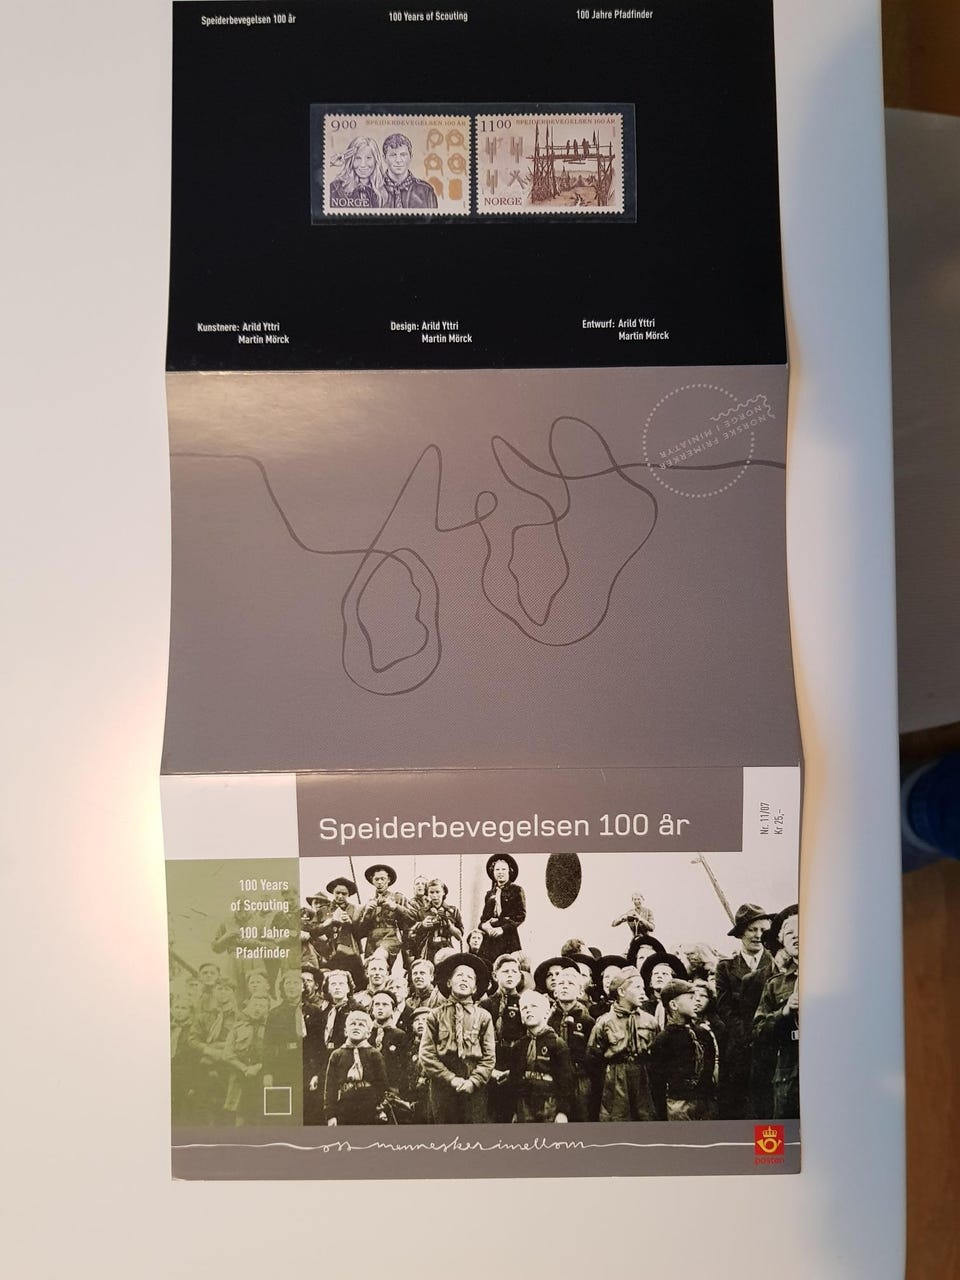 Speiderbevegelsen 100 år
100 Years of Scouting
100 Jahre Pfadfinder
9.00
SPEIDERBEVEGELSEN 100 ÅR
NORGE
11.00
SPEIDERBEVEGELSEN 100 ÅR
NORGE
Kunstnere: Arild Yttri
Martin Mörck
Design: Arild Yttri
Martin Mörck
Entwurf: Arild Yttri
Martin Mörck
NORSKE FRIMERKER
NORGE I MINIATYR
Speiderbevegelsen 100 år
Nr. 11/07
Kr 25,-
100 Years
of Scouting
100 Jahre
Pfadfinder
oss mennesker imellom
posten